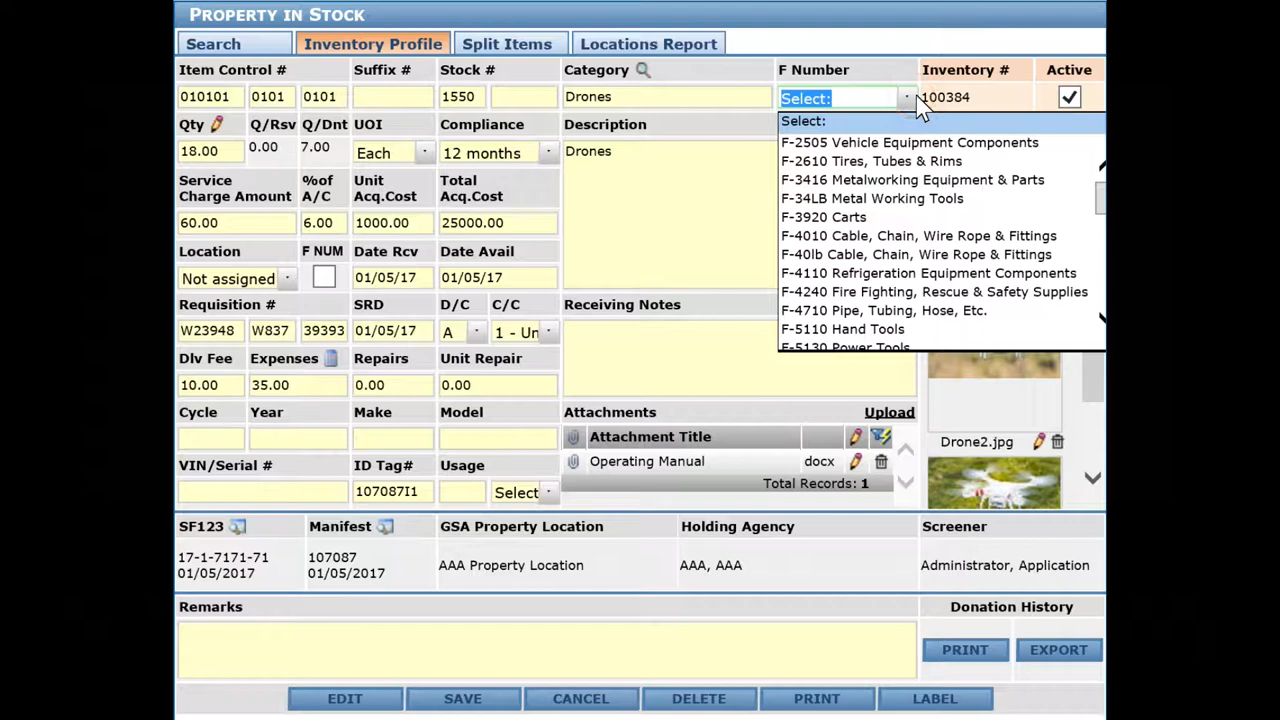 PROPERTY IN STOCK
Search Inventory Profile Split Items Locations Report
Item Control # Suffix # Stock # Category F Number Inventory # Active
010101 0101 0101 1550 Drones Select: 100384
Select:
F-2505 Vehicle Equipment Components
F-2610 Tires, Tubes & Rims
F-3416 Metalworking Equipment & Parts
F-34LB Metal Working Tools
F-3920 Carts
F-4010 Cable, Chain, Wire Rope & Fittings
F-40lb Cable, Chain, Wire Rope & Fittings
F-4110 Refrigeration Equipment Components
F-4240 Fire Fighting, Rescue & Safety Supplies
F-4710 Pipe, Tubing, Hose, Etc.
F-5110 Hand Tools
F-5130 Power Tools
Qty Q/Rsv Q/Dnt UOI Compliance Description
18.00 0.00 7.00 Each 12 months Drones
Service Charge Amount %of A/C Unit Acq.Cost Total Acq.Cost
60.00 6.00 1000.00 25000.00
Location F NUM Date Rcv Date Avail
Not assigned 01/05/17 01/05/17
Requisition # SRD D/C C/C Receiving Notes
W23948 W837 39393 01/05/17 A 1 - Un
Dlv Fee Expenses Repairs Unit Repair
10.00 35.00 0.00 0.00
Cycle Year Make Model Attachments Upload
Attachment Title
VIN/Serial # ID Tag# Usage Operating Manual docx
107087I1 Select Total Records: 1
Drone2.jpg
SF123 Manifest GSA Property Location Holding Agency Screener
17-1-7171-71 107087 AAA Property Location AAA, AAA Administrator, Application
01/05/2017 01/05/2017
Remarks Donation History
PRINT EXPORT
EDIT SAVE CANCEL DELETE PRINT LABEL